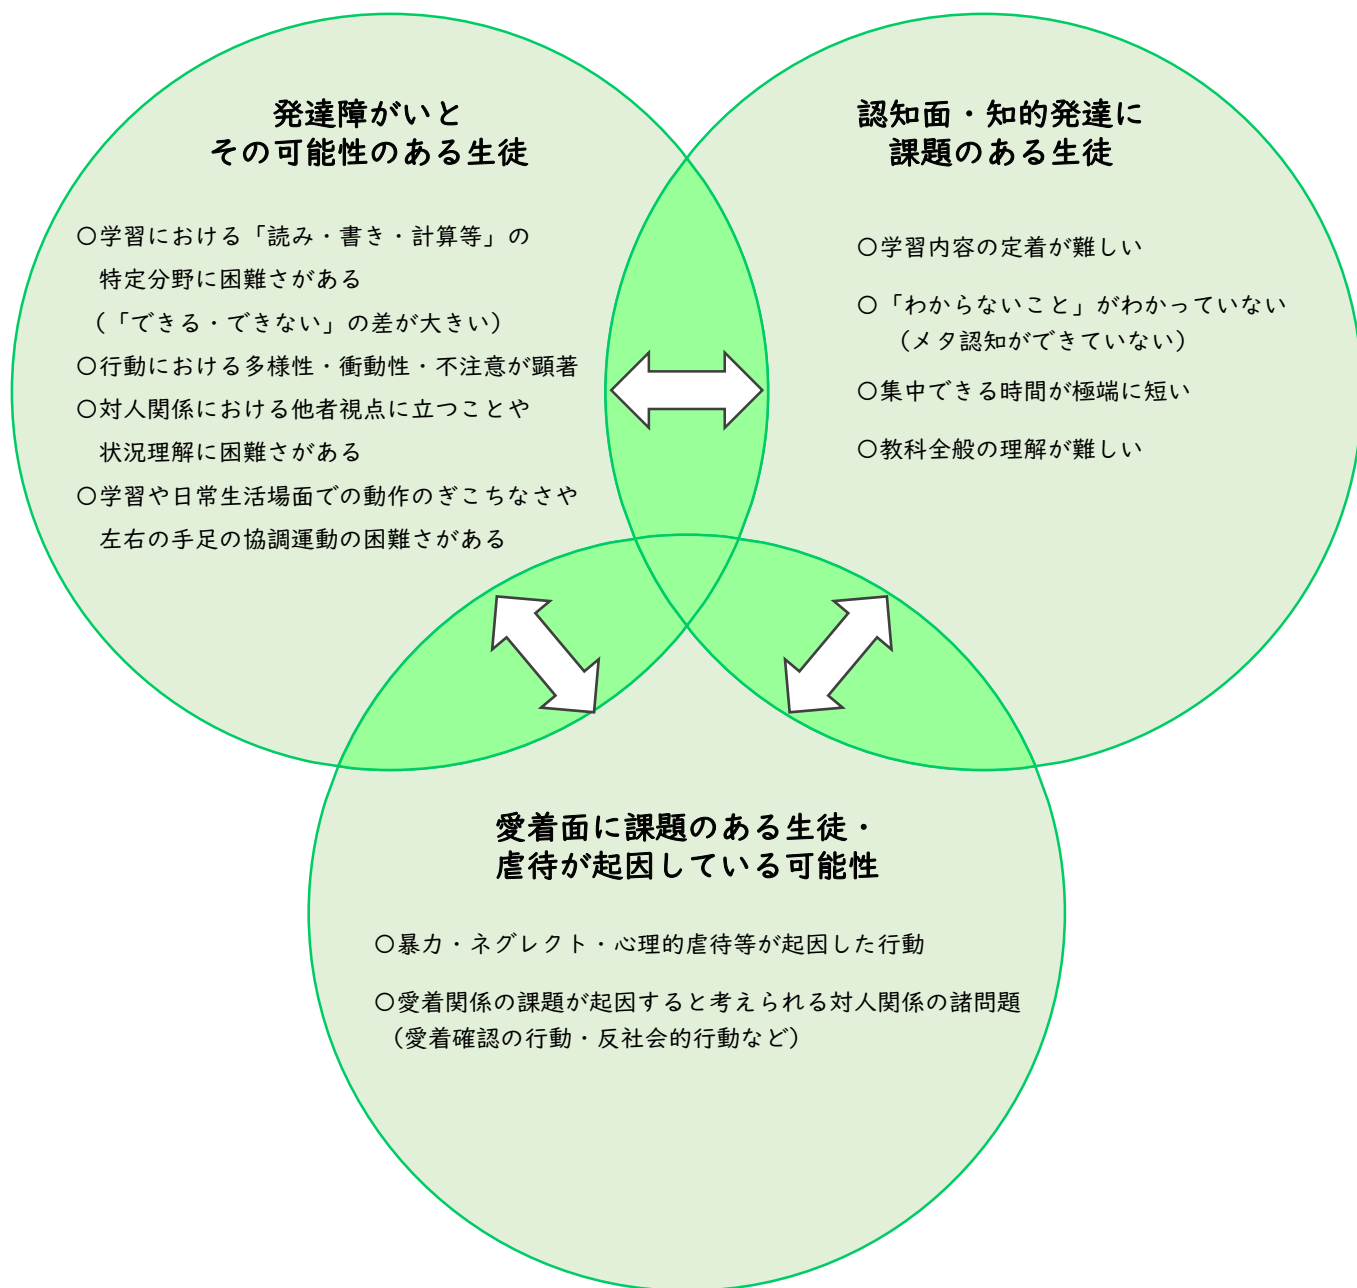 発達障がいと
その可能性のある生徒
〇学習における「読み・書き・計算等」の
特定分野に困難さがある
（「できる・できない」の差が大きい）
〇行動における多様性・衝動性・不注意が顕著
〇対人関係における他者視点に立つことや
状況理解に困難さがある
〇学習や日常生活場面での動作のぎこちなさや
左右の手足の協調運動の困難さがある
認知面・知的発達に
課題のある生徒
〇学習内容の定着が難しい
〇「わからないこと」がわかっていない
（メタ認知ができていない）
〇集中できる時間が極端に短い
〇教科全般の理解が難しい
愛着面に課題のある生徒・
虐待が起因している可能性
〇暴力・ネグレクト・心理的虐待等が起因した行動
〇愛着関係の課題が起因すると考えられる対人関係の諸問題
（愛着確認の行動・反社会的行動など）